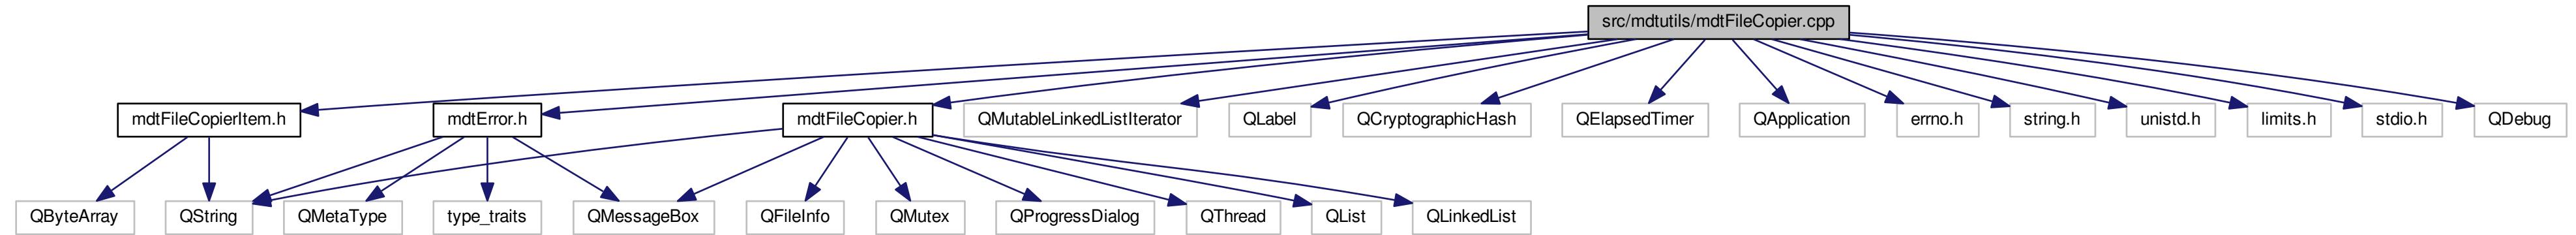 src/mdtutils/mdtFileCopier.cpp
mdtFileCopierItem.h
mdtError.h
mdtFileCopier.h
QMutableLinkedListIterator
QLabel
QCryptographicHash
QElapsedTimer
QApplication
errno.h
string.h
unistd.h
limits.h
stdio.h
QDebug
QByteArray
QString
QMetaType
type_traits
QMessageBox
QFileInfo
QMutex
QProgressDialog
QThread
QList
QLinkedList